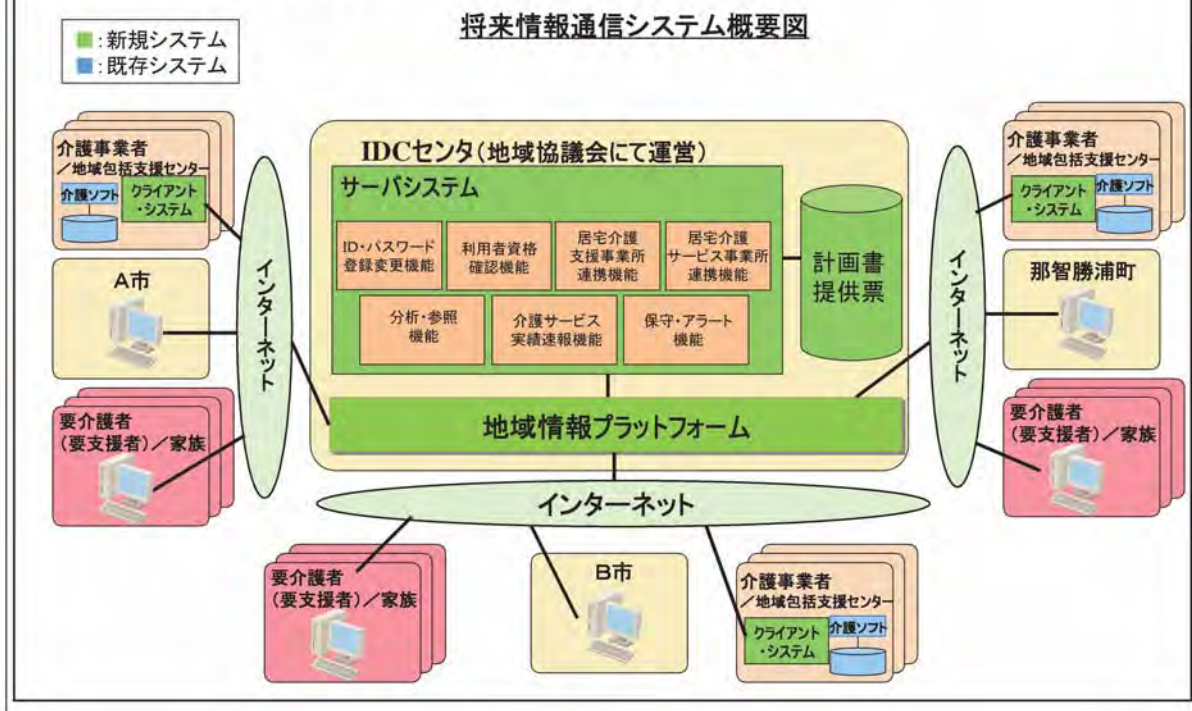 将来情報通信システム概要図
:新規システム
:既存システム
介護事業者
/地域包括支援センター
介護ソフト
クライアント
・システム
A市
要介護者
(要支援者)/家族
インターネット
IDCセンタ(地域協議会にて運営)
サーバシステム
ID・パスワード
登録変更機能
利用者資格
確認機能
居宅介護
支援事業所
連携機能
居宅介護
サービス事業所
連携機能
分析・参照
機能
介護サービス
実績速報機能
保守・アラート
機能
計画書
提供票
地域情報プラットフォーム
インターネット
介護事業者
/地域包括支援センター
クライアント
・システム
介護ソフト
那智勝浦町
要介護者
(要支援者)/家族
インターネット
要介護者
(要支援者)/家族
B市
介護事業者
/地域包括支援センター
クライアント
・システム
介護ソフト